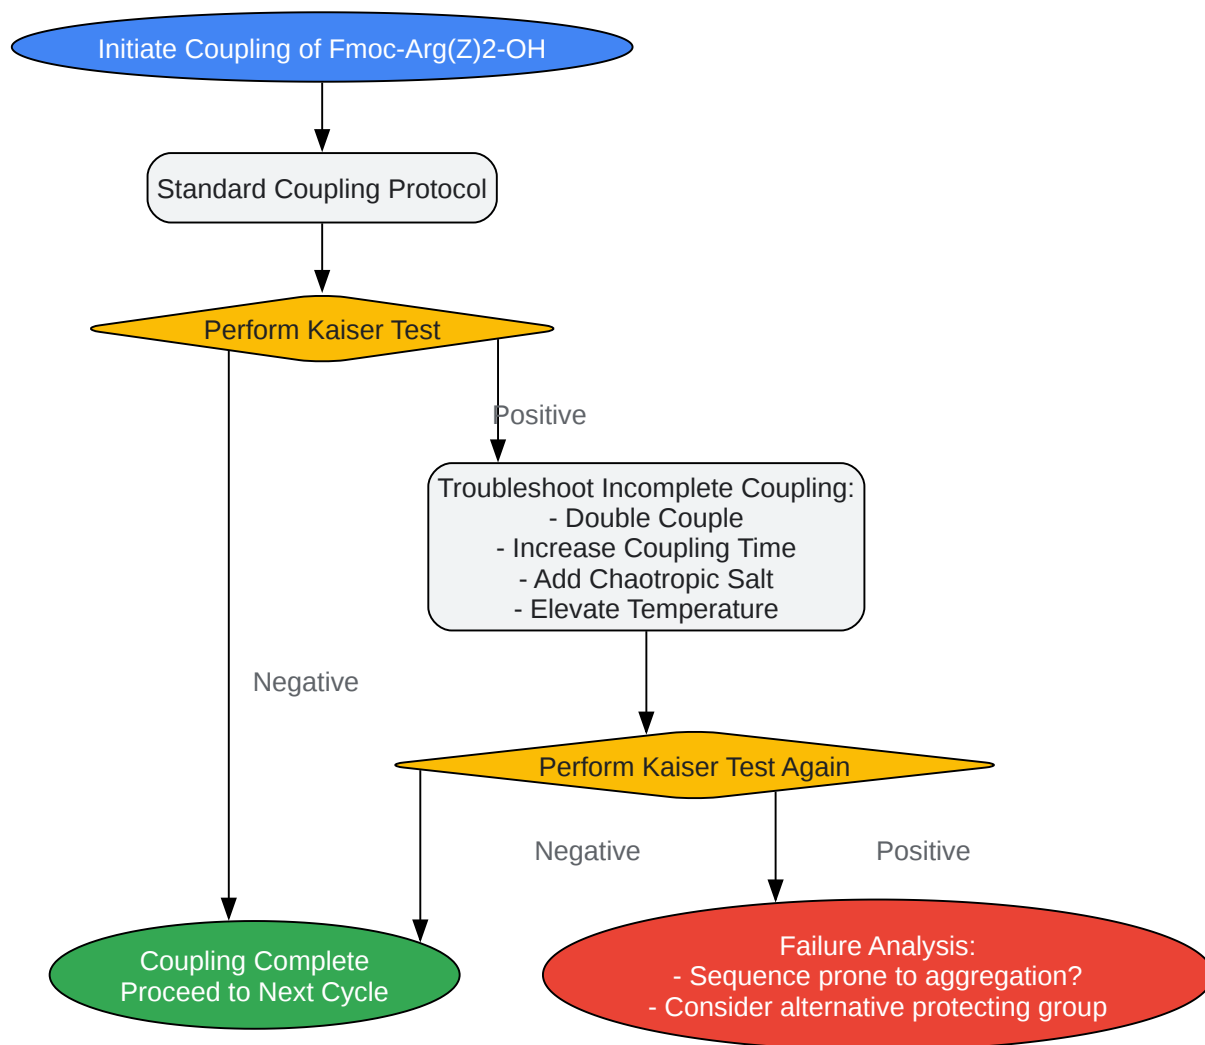 Initiate Coupling of Fmoc-Arg(Z)2-OH
Standard Coupling Protocol
Perform Kaiser Test
Positive
Troubleshoot Incomplete Coupling:
- Double Couple
- Increase Coupling Time
- Add Chaotropic Salt
- Elevate Temperature
Negative
Perform Kaiser Test Again
Negative
Positive
Coupling Complete
Proceed to Next Cycle
Failure Analysis:
- Sequence prone to aggregation?
- Consider alternative protecting group